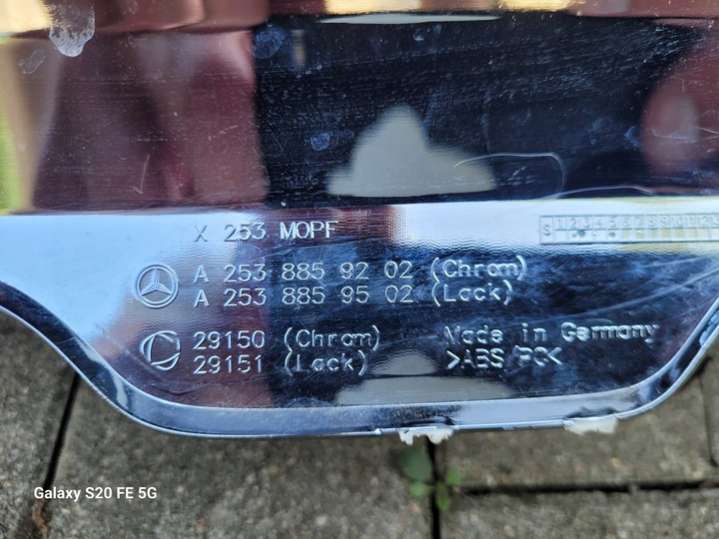 X 253 MOPF
A 253 885 92 02 (Chrom)
A 253 885 95 02 (Lack)
29150 (Chrom)
29151 (Lack)
Made in Germany
>ABS/PC<
Galaxy S20 FE 5G